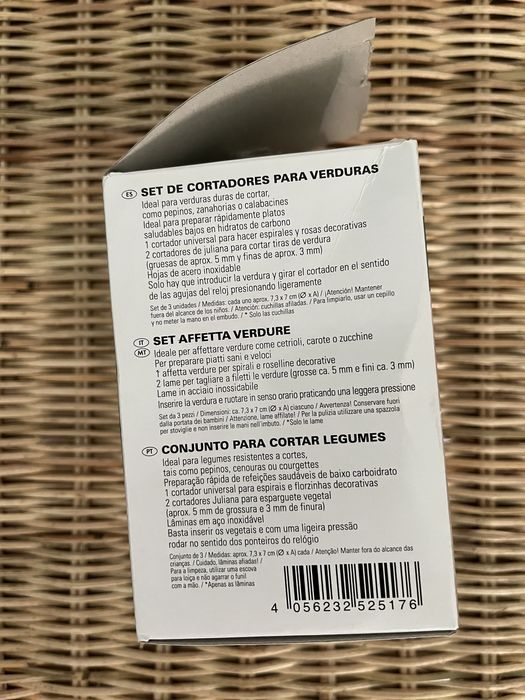 ES SET DE CORTADORES PARA VERDURAS
Ideal para verduras duras de cortar,
como pepinos, zanahorias o calabacines
Ideal para preparar rápidamente platos
saludables bajos en hidratos de carbono
1 cortador universal para hacer espirales y rosas decorativas
2 cortadores de juliana para cortar tiras de verdura
(gruesas de aprox. 5 mm y finas de aprox. 3 mm)
Hojas de acero inoxidable
Solo hay que introducir la verdura y girar el cortador en el sentido
de las agujas del reloj presionando ligeramente
Set de 3 unidades / Medidas: cada uno aprox. 7,3 x 7 cm (Ø x A) / ¡Atención! Mantener
fuera del alcance de los niños. / Atención: cuchillas afiladas. / Para limpiarlo, usar un cepillo
y no meter la mano en el embudo. / * Solo las cuchillas
IT MT SET AFFETTA VERDURE
Ideale per affettare verdure come cetrioli, carote o zucchine
Per preparare piatti sani e veloci
1 affetta verdure per spirali e roselline decorative
2 lame per tagliare a filetti le verdure (grosse ca. 5 mm e fini ca. 3 mm)
Lame in acciaio inossidabile
Inserire la verdura e ruotare in senso orario praticando una leggera pressione
Set da 3 pezzi / Dimensioni: ca. 7,3 x 7 cm (Ø x A) ciascuno / Avvertenza! Conservare fuori
dalla portata dei bambini / Attenzione, lame affilate! / Per la pulizia utilizzare una spazzola
per stoviglie e non inserire le mani nell'imbuto. / *Solo le lame
PT CONJUNTO PARA CORTAR LEGUMES
Ideal para legumes resistentes a cortes,
tais como pepinos, cenouras ou courgettes
Preparação rápida de refeições saudáveis de baixo carboidrato
1 cortador universal para espirais e florzinhas decorativas
2 cortadores Juliana para esparguete vegetal
(aprox. 5 mm de grossura e 3 mm de finura)
Lâminas em aço inoxidável
Basta inserir os vegetais e com uma ligeira pressão
rodar no sentido dos ponteiros do relógio
Conjunto de 3 / Medidas: aprox. 7,3 x 7 cm (Ø x A) cada / Atenção! Manter fora do alcance das
crianças. / Cuidado, lâminas afiadas! /
Para a limpeza, utilizar uma escova
para loiça e não agarrar o funil
com a mão. / *Apenas as lâminas
4 056232 525176